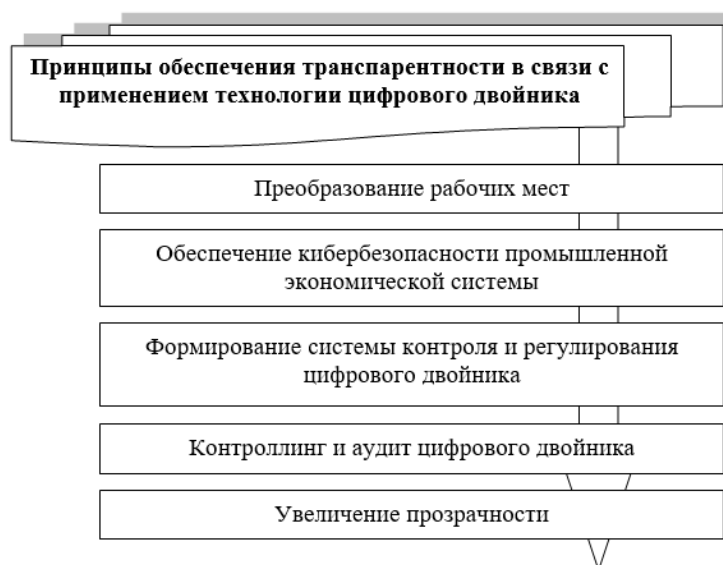 Принципы обеспечения транспарентности в связи с
применением технологии цифрового двойника
Преобразование рабочих мест
Обеспечение кибербезопасности промышленной
экономической системы
Формирование системы контроля и регулирования
цифрового двойника
Контроллинг и аудит цифрового двойника
Увеличение прозрачности